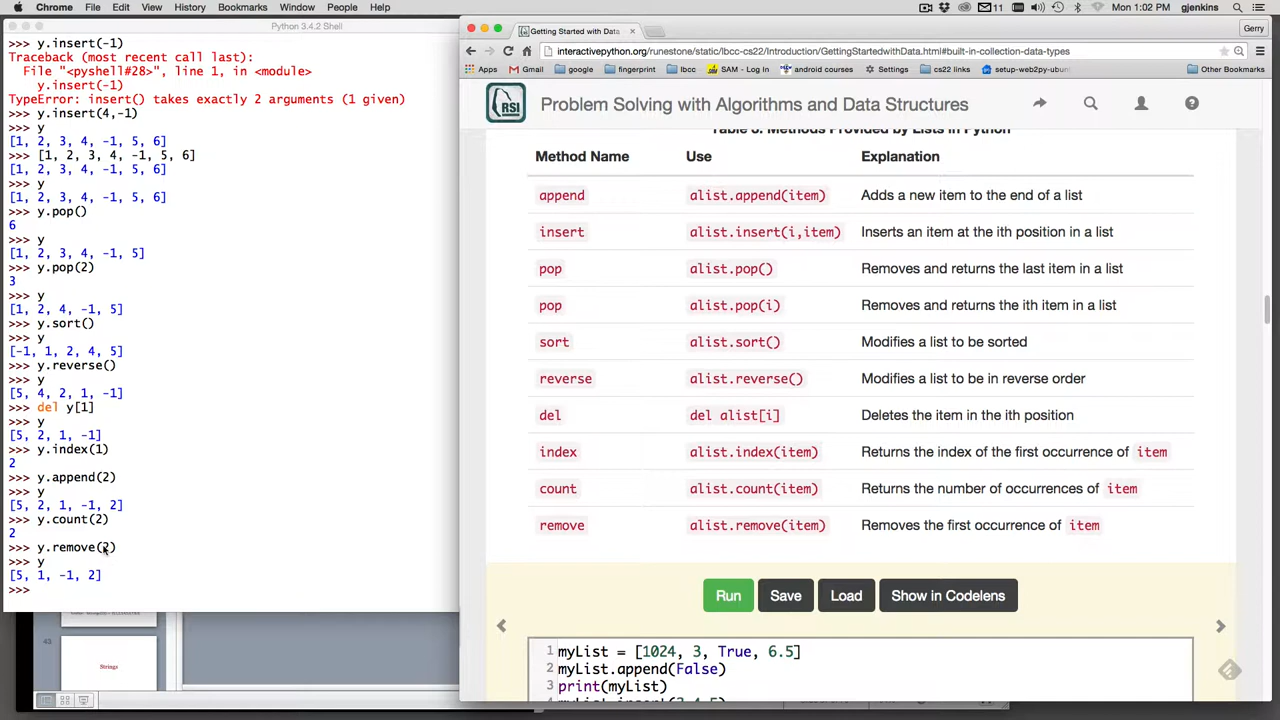 Chrome File Edit View History Bookmarks Window People Help
11
Mon 1:02 PM gjenkins
Python 3.4.2 Shell
>>> y.insert(-1)
Traceback (most recent call last):
File "<pyshell#28>", line 1, in <module>
y.insert(-1)
TypeError: insert() takes exactly 2 arguments (1 given)
>>> y.insert(4,-1)
>>> y
[1, 2, 3, 4, -1, 5, 6]
>>> [1, 2, 3, 4, -1, 5, 6]
[1, 2, 3, 4, -1, 5, 6]
>>> y
[1, 2, 3, 4, -1, 5, 6]
>>> y.pop()
6
>>> y
[1, 2, 3, 4, -1, 5]
>>> y.pop(2)
3
>>> y
[1, 2, 4, -1, 5]
>>> y.sort()
>>> y
[-1, 1, 2, 4, 5]
>>> y.reverse()
>>> y
[5, 4, 2, 1, -1]
>>> del y[1]
>>> y
[5, 2, 1, -1]
>>> y.index(1)
2
>>> y.append(2)
>>> y
[5, 2, 1, -1, 2]
>>> y.count(2)
2
>>> y.remove(2)
>>> y
[5, 1, -1, 2]
>>>
43
Strings
Getting Started with Data
Gerry
interactivepython.org/runestone/static/lbcc-cs22/Introduction/GettingStartedwithData.html#built-in-collection-data-types
Apps Gmail google fingerprint lbcc SAM - Log In courses Settings cs22 links setup-web2py-ubun Other Bookmarks
RSI
Problem Solving with Algorithms and Data Structures
Table 3: Methods Provided by Lists in Python
Method Name Use Explanation
append alist.append(item) Adds a new item to the end of a list
insert alist.insert(i,item) Inserts an item at the ith position in a list
pop alist.pop() Removes and returns the last item in a list
pop alist.pop(i) Removes and returns the ith item in a list
sort alist.sort() Modifies a list to be sorted
reverse alist.reverse() Modifies a list to be in reverse order
del del alist[i] Deletes the item in the ith position
index alist.index(item) Returns the index of the first occurrence of item
count alist.count(item) Returns the number of occurrences of item
remove alist.remove(item) Removes the first occurrence of item
Run Save Load Show in Codelens
1 myList = [1024, 3, True, 6.5]
2 myList.append(False)
3 print(myList)